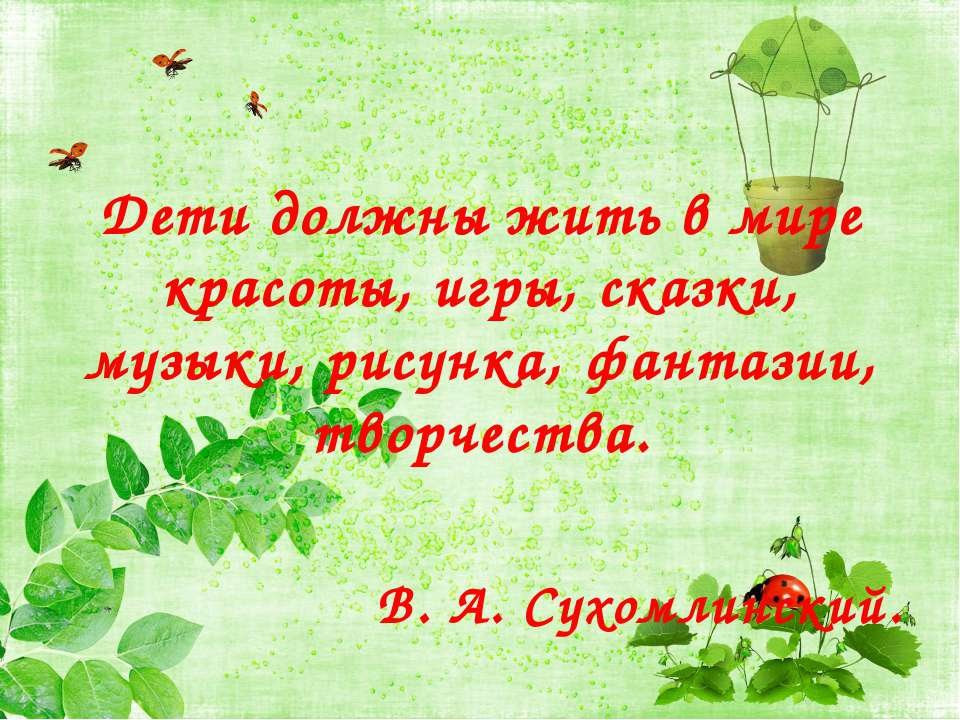 Дети должны жить в мире
красоты, игры, сказки,
музыки, рисунка, фантазии,
творчества.
В. А. Сухомлинский.